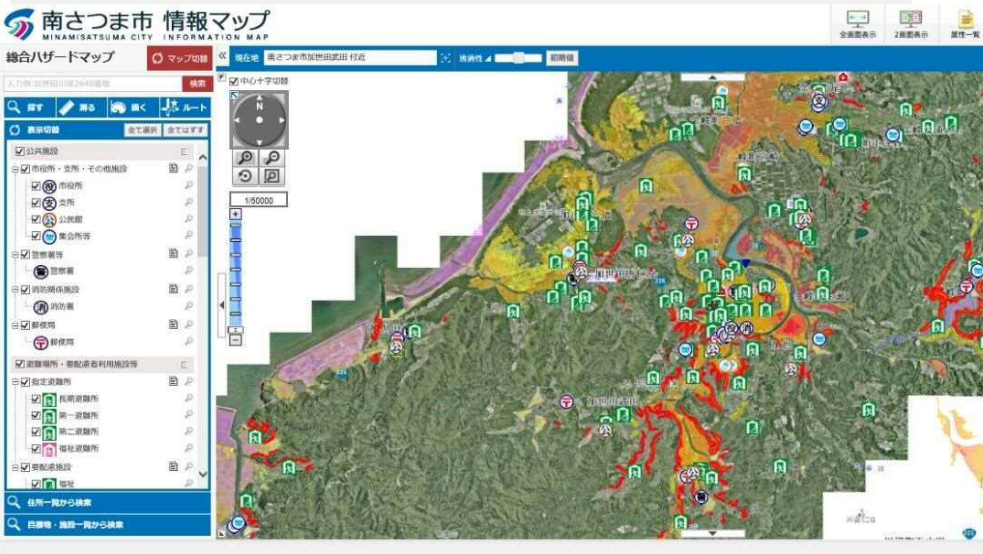 南さつま市 情報マップ
MINAMISATSUMA CITY INFORMATION MAP
全画面表示
2画面表示
属性一覧
総合ハザードマップ
マップ切替
現在地
南さつま市加世田武田 付近
透過性
初期値
検索
中心十字切替
探す
測る
描く
ルート
表示切替
全て選択
全てはずす
N
公共施設
市役所・支所・その他施設
市役所
支所
公民館
集会所等
1/50000
警察署等
警察署
消防関係施設
消防署
郵便局
郵便局
避難場所・要配慮者利用施設等
指定避難所
長期避難所
第一避難所
第二避難所
福祉避難所
要配慮施設
福祉
住所一覧から検索
目標物・施設一覧から検索